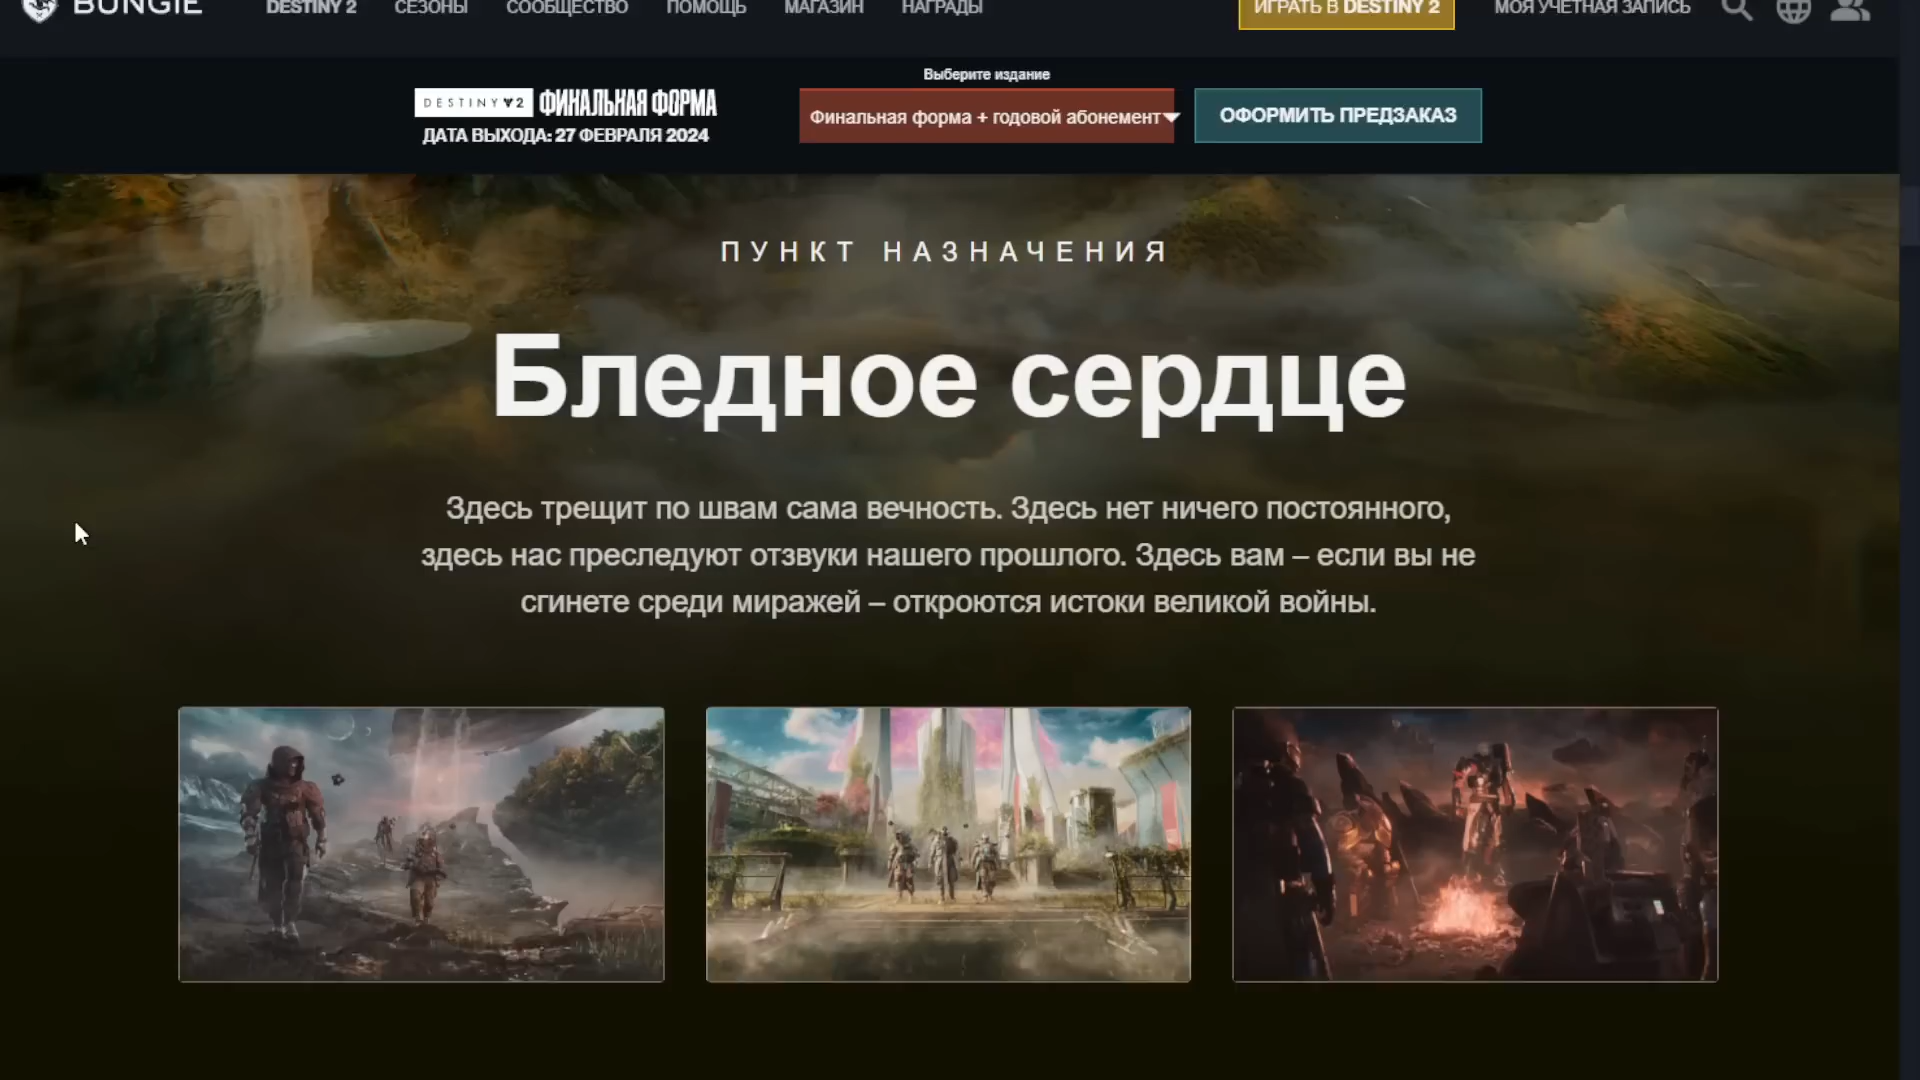 BUNGIE
DESTINY 2
СЕЗОНЫ
СООБЩЕСТВО
ПОМОЩЬ
МАГАЗИН
НАГРАДЫ
ИГРАТЬ В DESTINY 2
МОЯ УЧЕТНАЯ ЗАПИСЬ
Выберите издание
DESTINY 2 ФИНАЛЬНАЯ ФОРМА
ДАТА ВЫХОДА: 27 ФЕВРАЛЯ 2024
Финальная форма + годовой абонемент
ОФОРМИТЬ ПРЕДЗАКАЗ
ПУНКТ НАЗНАЧЕНИЯ
Бледное сердце
Здесь трещит по швам сама вечность. Здесь нет ничего постоянного,
здесь нас преследуют отзвуки нашего прошлого. Здесь вам – если вы не
сгинете среди миражей – откроются истоки великой войны.